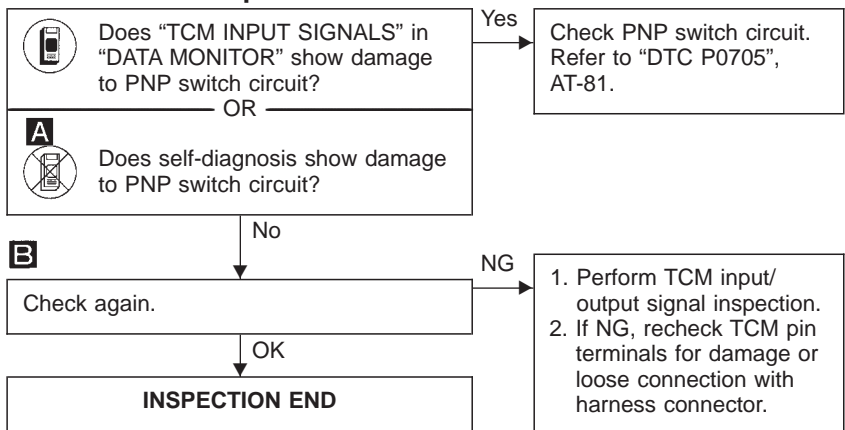 Does “TCM INPUT SIGNALS” in
“DATA MONITOR” show damage
to PNP switch circuit?
OR
A
Does self-diagnosis show damage
to PNP switch circuit?
Yes
Check PNP switch circuit.
Refer to “DTC P0705”,
AT-81.
No
B
Check again.
NG
1. Perform TCM input/
output signal inspection.
2. If NG, recheck TCM pin
terminals for damage or
loose connection with
harness connector.
OK
INSPECTION END